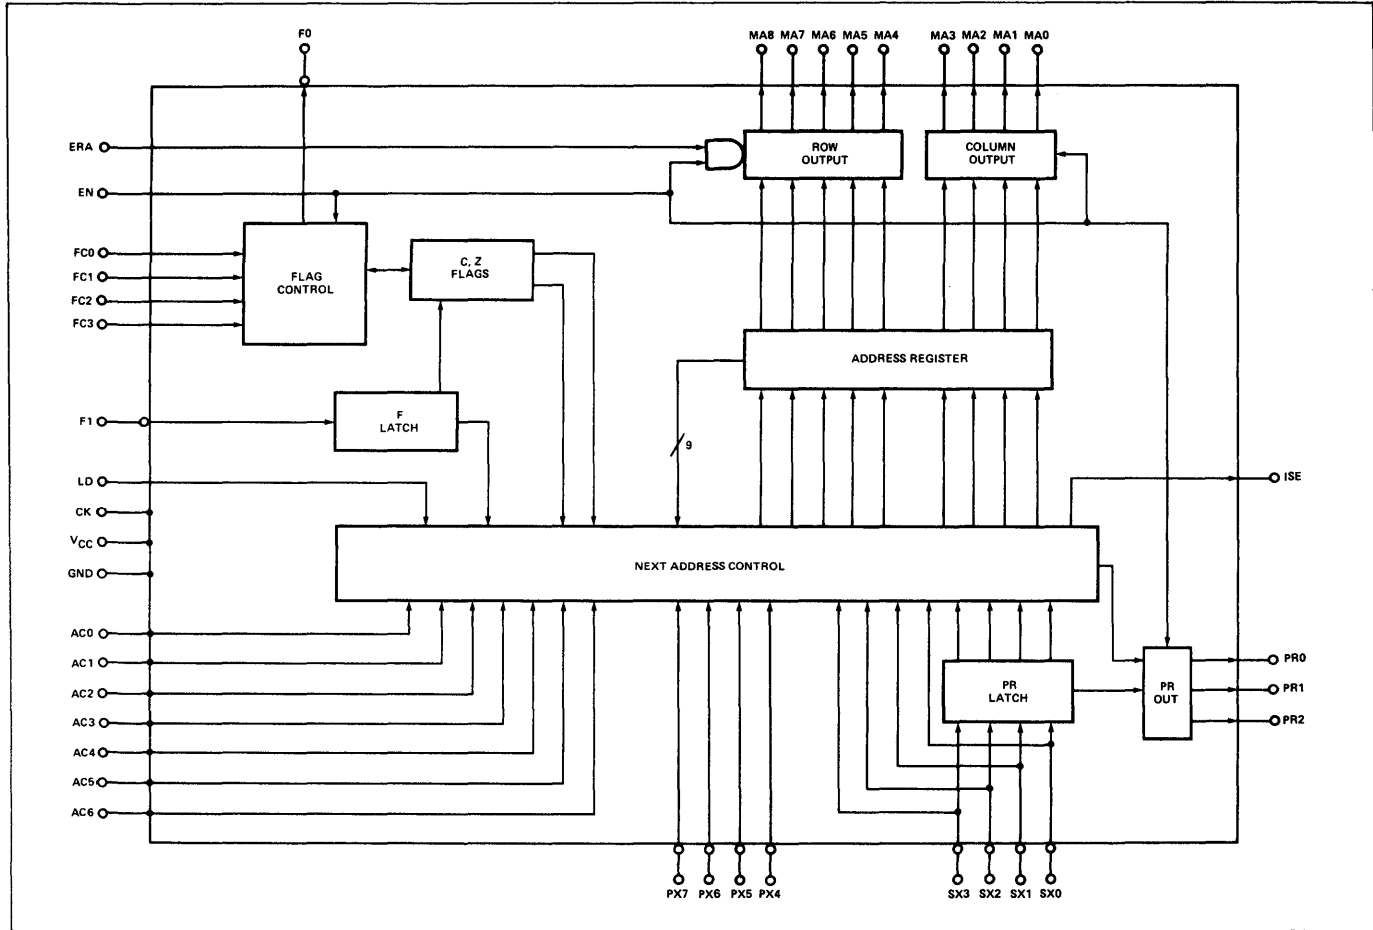 F0
MA8 MA7 MA6 MA5 MA4 MA3 MA2 MA1 MA0
ERA
ROW
OUTPUT
COLUMN
OUTPUT
EN
FC0
FC1
FC2
FC3
FLAG
CONTROL
C, Z
FLAGS
ADDRESS REGISTER
F1
F
LATCH
9
LD
ISE
CK
VCC
GND
NEXT ADDRESS CONTROL
AC0
AC1
AC2
AC3
AC4
AC5
AC6
PR
LATCH
PR
OUT
PR0
PR1
PR2
PX7 PX6 PX5 PX4 SX3 SX2 SX1 SX0